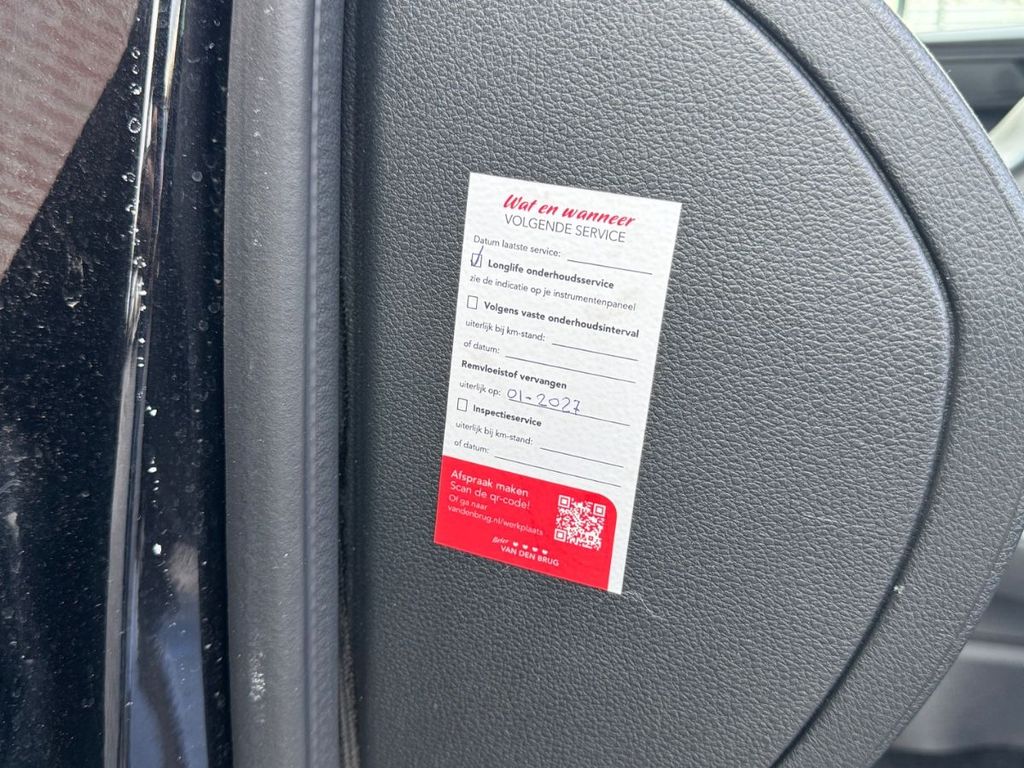 Wat en wanneer
VOLGENDE SERVICE
Datum laatste service:
Longlife onderhoudsservice
zie de indicatie op je instrumentenpaneel
Volgens vaste onderhoudsinterval
uiterlijk bij km-stand:
of datum:
Remvloeistof vervangen
uiterlijk op: 01-2027
Inspectieservice
uiterlijk bij km-stand:
of datum:
Afspraak maken
Scan de qr-code!
Of ga naar
vandenbrug.nl/werkplaats
Beter
VAN DEN BRUG